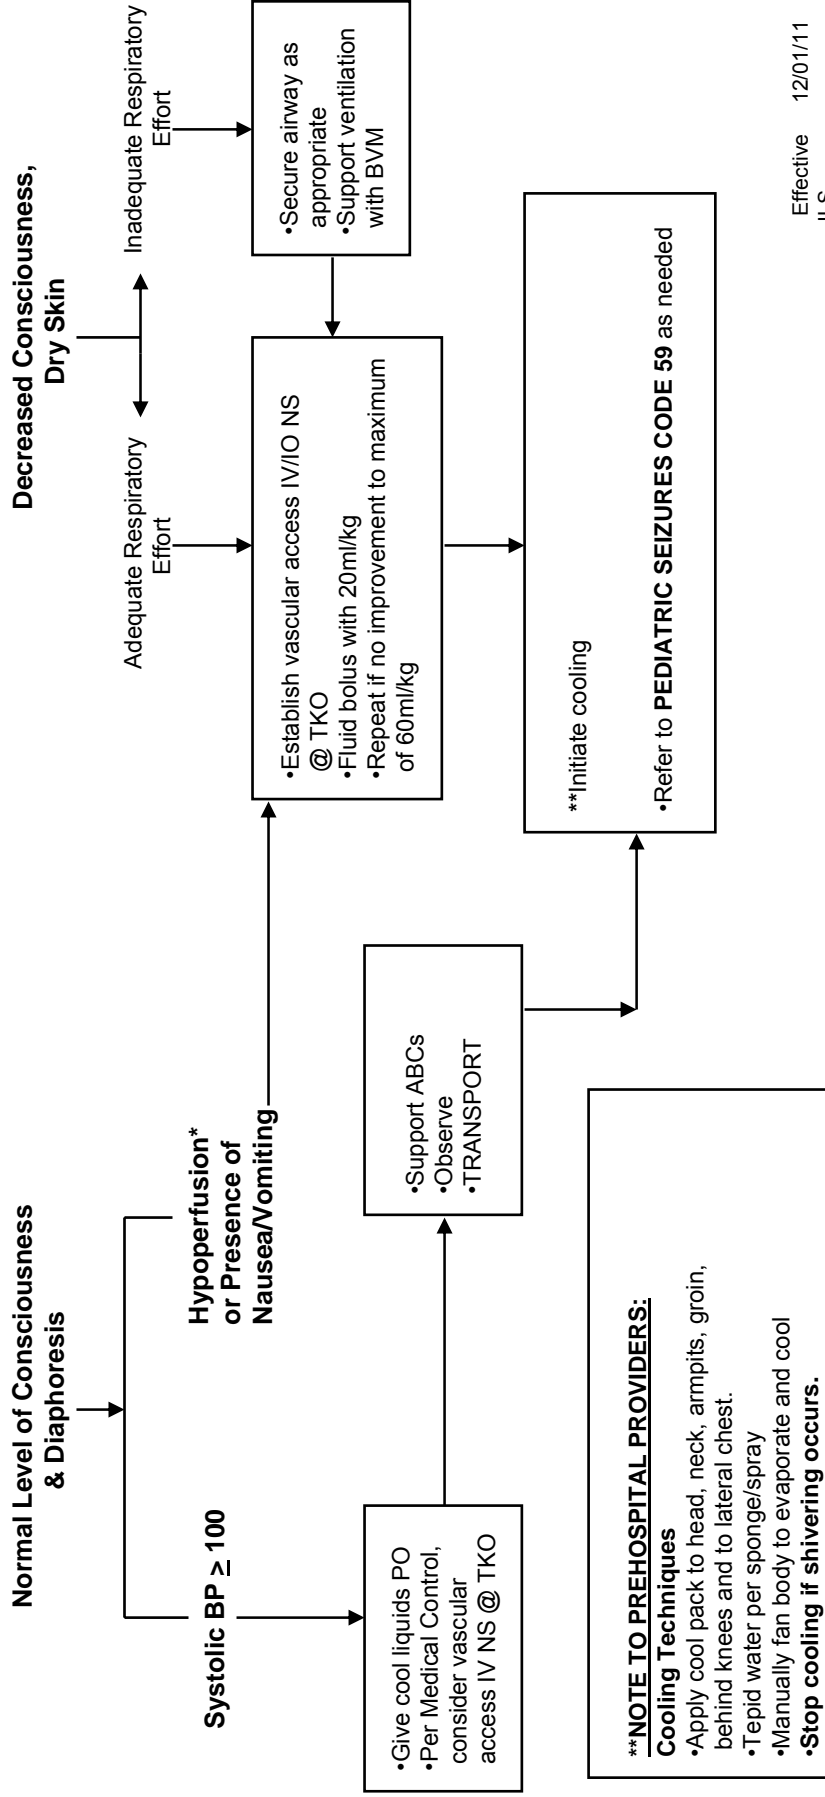 Normal Level of Consciousness
& Diaphoresis
Decreased Consciousness,
Dry Skin
Systolic BP ≥ 100
Hypoperfusion*
or Presence of
Nausea/Vomiting
Adequate Respiratory
Effort
Inadequate Respiratory
Effort
•Give cool liquids PO
•Per Medical Control,
consider vascular
access IV NS @ TKO
•Support ABCs
•Observe
•TRANSPORT
•Establish vascular access IV/IO NS
@ TKO
•Fluid bolus with 20ml/kg
•Repeat if no improvement to maximum
of 60ml/kg
•Secure airway as
appropriate
•Support ventilation
with BVM
**Initiate cooling
•Refer to PEDIATRIC SEIZURES CODE 59 as needed
**NOTE TO PREHOSPITAL PROVIDERS:
Cooling Techniques
•Apply cool pack to head, neck, armpits, groin,
behind knees and to lateral chest.
•Tepid water per sponge/spray
•Manually fan body to evaporate and cool
•Stop cooling if shivering occurs.
Effective 12/01/11